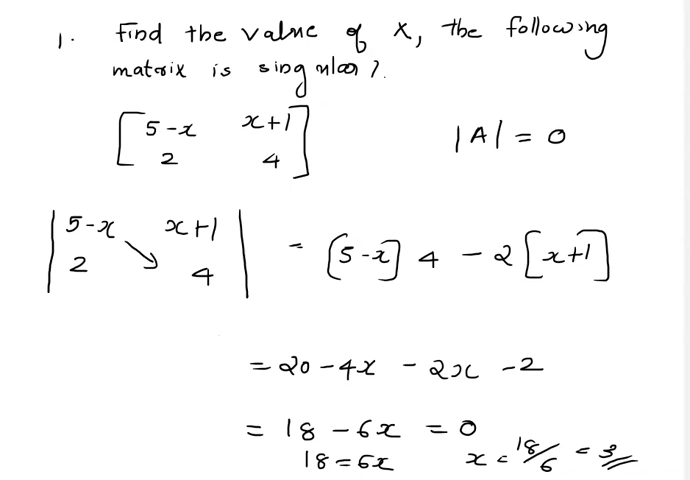 1. Find the value of x, the following
matrix is singular?
[5-x x+1
2 4] |A| = 0
|5-x x+1
2 4| = [5-x] 4 - 2[x+1]
= 20 - 4x - 2x - 2
= 18 - 6x = 0
18 = 6x x = 18/6 = 3